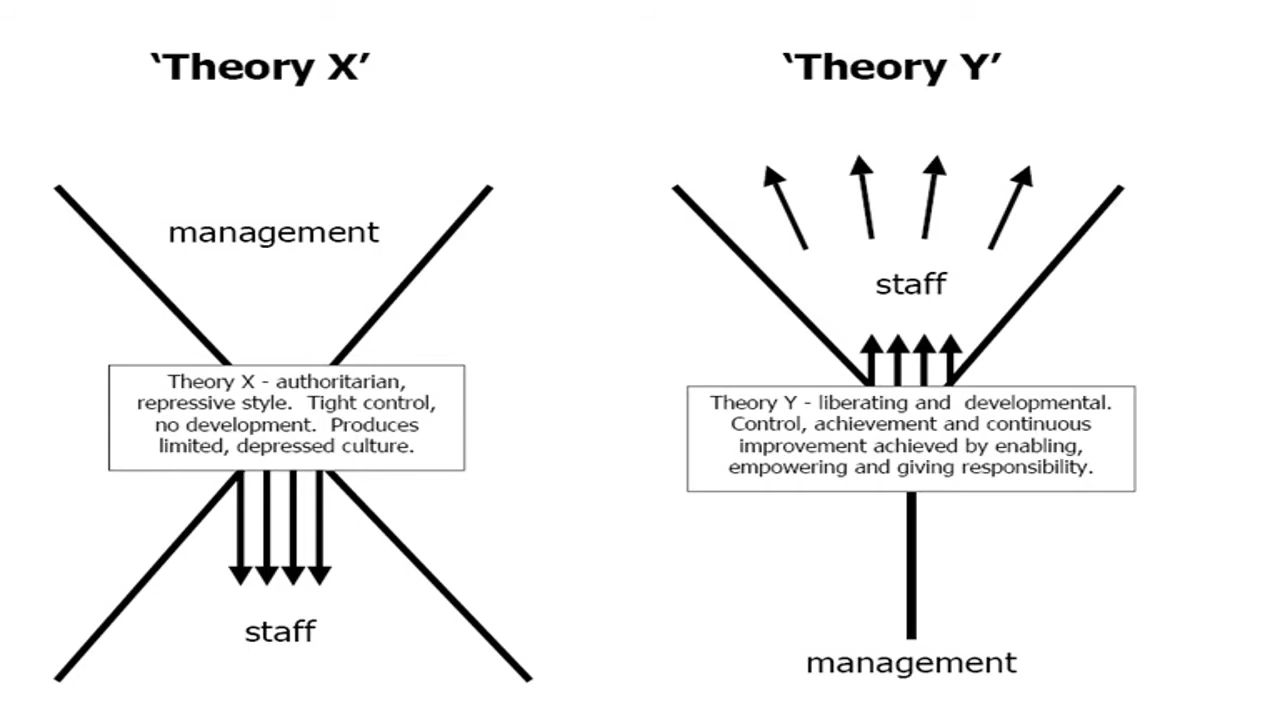 ‘Theory X’
management
Theory X - authoritarian,
repressive style. Tight control,
no development. Produces
limited, depressed culture.
staff
‘Theory Y’
staff
Theory Y - liberating and developmental.
Control, achievement and continuous
improvement achieved by enabling,
empowering and giving responsibility.
management